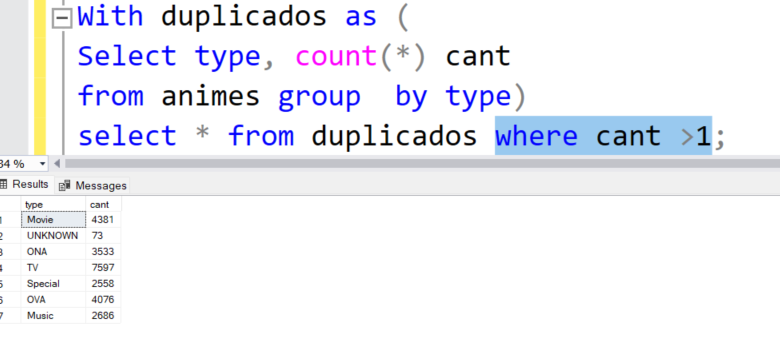 With duplicados as (
Select type, count(*) cant
from animes group  by type)
select * from duplicados where cant >1;
84 %
Results Messages
type cant
1 Movie 4381
2 UNKNOWN 73
3 ONA 3533
4 TV 7597
5 Special 2558
6 OVA 4076
7 Music 2686